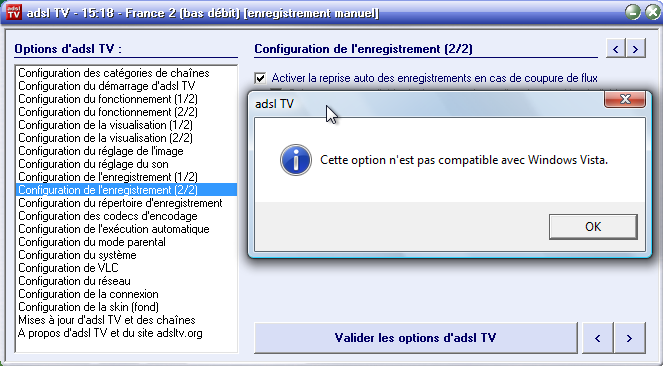 adsl TV adsl TV - 15:18 - France 2 (bas débit) [enregistrement manuel]
Options d'adsl TV :
Configuration des catégories de chaînes
Configuration du démarrage d'adsl TV
Configuration du fonctionnement (1/2)
Configuration du fonctionnement (2/2)
Configuration de la visualisation (1/2)
Configuration de la visualisation (2/2)
Configuration du réglage de l'image
Configuration du réglage du son
Configuration de l'enregistrement (1/2)
Configuration de l'enregistrement (2/2)
Configuration du répertoire d'enregistrement
Configuration des codecs d'encodage
Configuration de l'exécution automatique
Configuration du mode parental
Configuration du système
Configuration de VLC
Configuration du réseau
Configuration de la connexion
Configuration de la skin (fond)
Mises à jour d'adsl TV et des chaînes
A propos d'adsl TV et du site adsltv.org
Configuration de l'enregistrement (2/2)
< >
Activer la reprise auto des enregistrements en cas de coupure de flux
adsl TV
Cette option n'est pas compatible avec Windows Vista.
OK
Valider les options d'adsl TV
< >